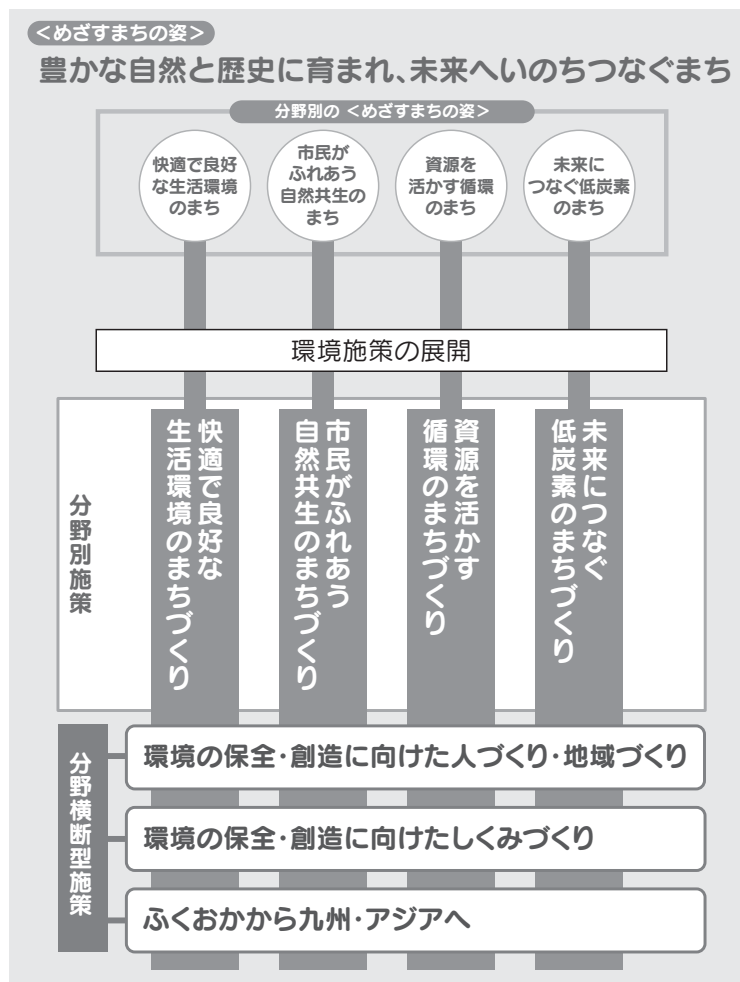 <めざすまちの姿>
豊かな自然と歴史に育まれ、未来へいのちつなぐまち
分野別の <めざすまちの姿>
快適で良好
な生活環境
のまち
市民が
ふれあう
自然共生の
まち
資源を
活かす循環
のまち
未来に
つなぐ低炭素
のまち
環境施策の展開
分野別施策
快適で良好な
生活環境のまちづくり
市民がふれあう
自然共生のまちづくり
資源を活かす
循環のまちづくり
未来につなぐ
低炭素のまちづくり
分野横断型施策
環境の保全・創造に向けた人づくり・地域づくり
環境の保全・創造に向けたしくみづくり
ふくおかから九州・アジアへ